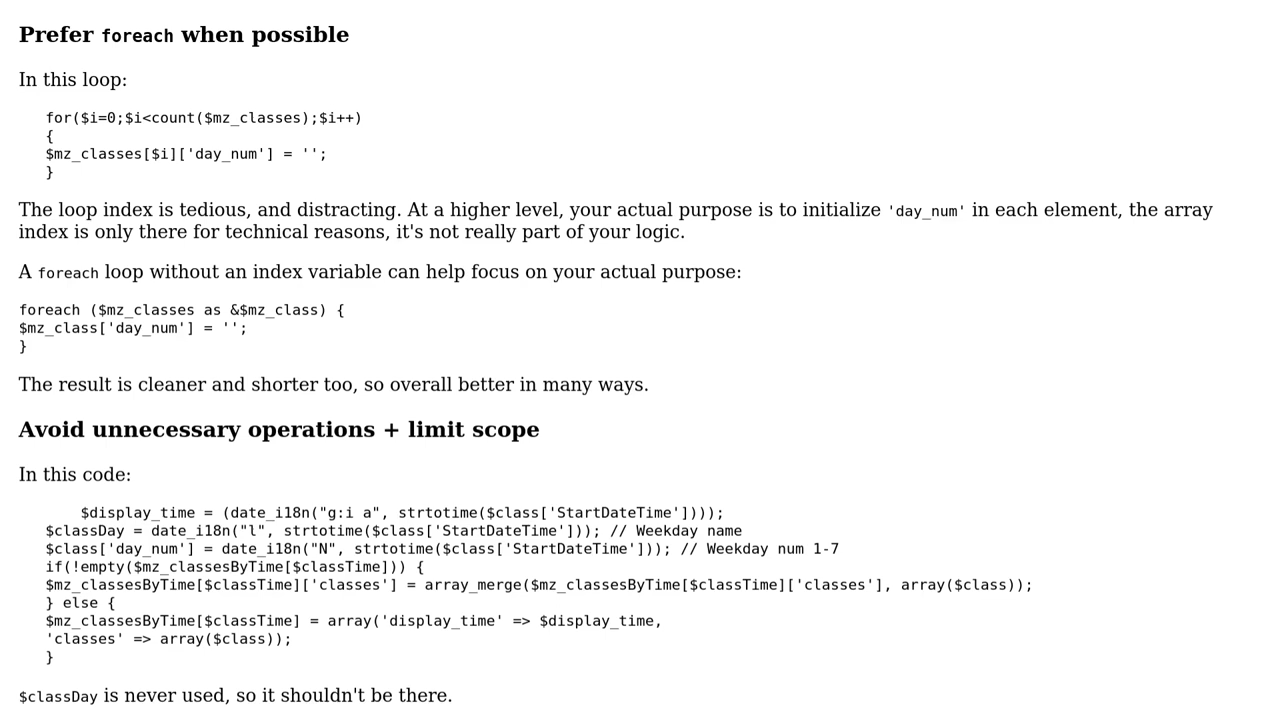 Prefer foreach when possible
In this loop:
for($i=0;$i<count($mz_classes);$i++)
{
$mz_classes[$i]['day_num'] = '';
}
The loop index is tedious, and distracting. At a higher level, your actual purpose is to initialize 'day_num' in each element, the array
index is only there for technical reasons, it's not really part of your logic.
A foreach loop without an index variable can help focus on your actual purpose:
foreach ($mz_classes as &$mz_class) {
$mz_class['day_num'] = '';
}
The result is cleaner and shorter too, so overall better in many ways.
Avoid unnecessary operations + limit scope
In this code:
$display_time = (date_i18n("g:i a", strtotime($class['StartDateTime'])));
$classDay = date_i18n("l", strtotime($class['StartDateTime'])); // Weekday name
$class['day_num'] = date_i18n("N", strtotime($class['StartDateTime'])); // Weekday num 1-7
if(!empty($mz_classesByTime[$classTime])) {
$mz_classesByTime[$classTime]['classes'] = array_merge($mz_classesByTime[$classTime]['classes'], array($class));
} else {
$mz_classesByTime[$classTime] = array('display_time' => $display_time,
'classes' => array($class));
}
$classDay is never used, so it shouldn't be there.